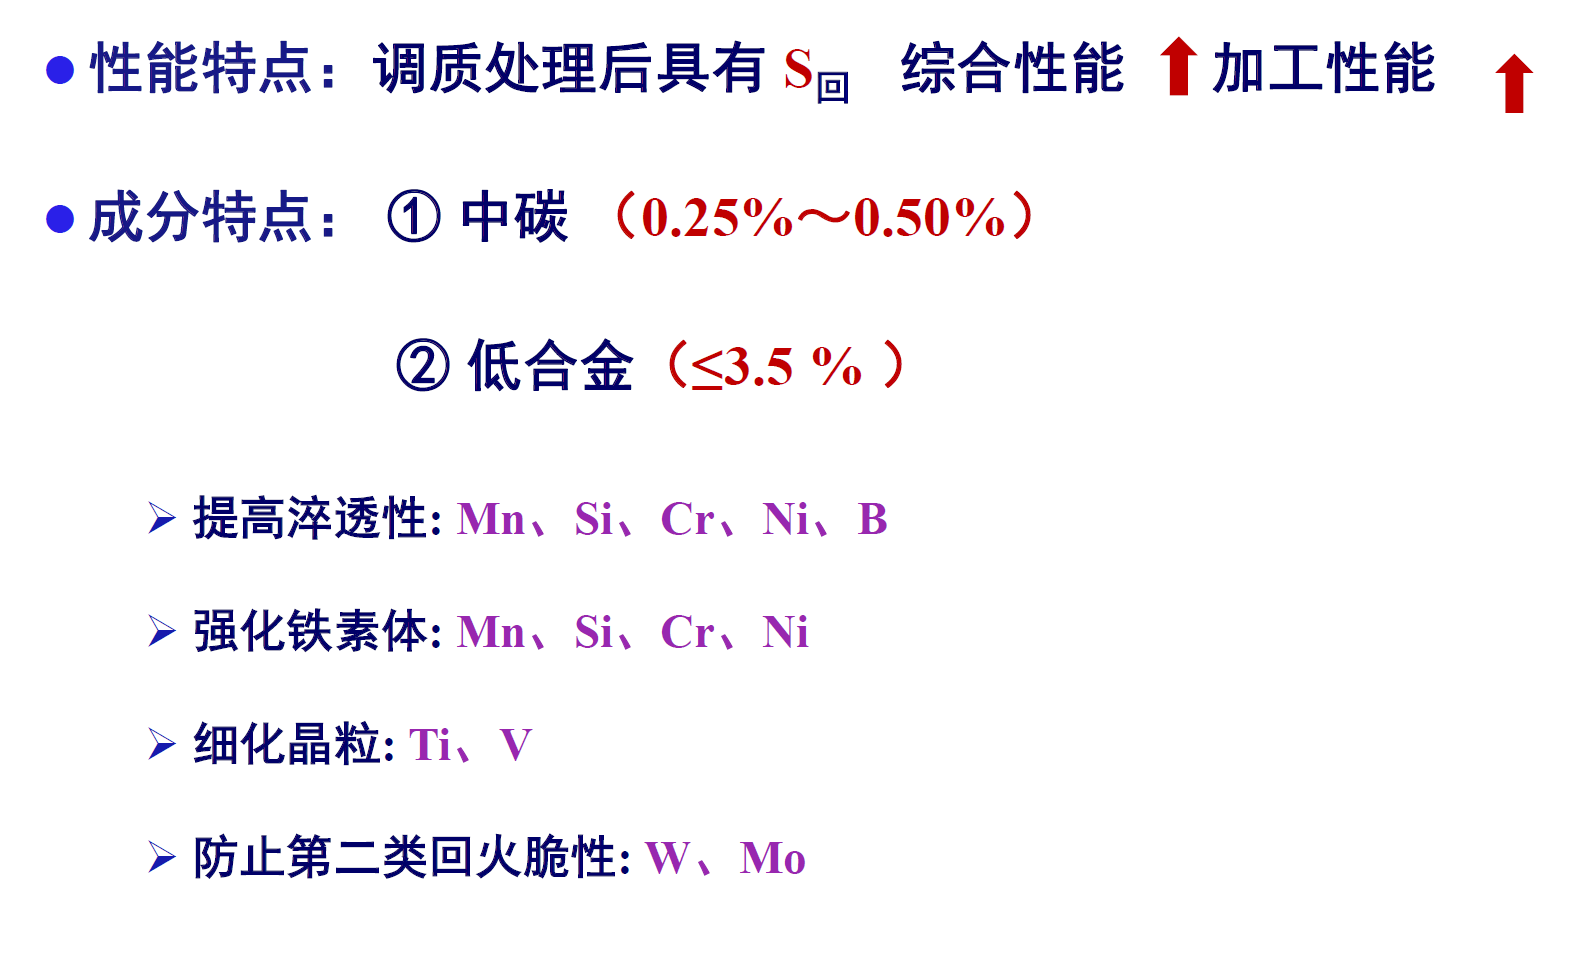 ● 性能特点：调质处理后具有 S回 综合性能 ⬆ 加工性能 ⬆
● 成分特点： ① 中碳 （0.25%～0.50%）
② 低合金（≤3.5 % ）
➢ 提高淬透性: Mn、Si、Cr、Ni、B
➢ 强化铁素体: Mn、Si、Cr、Ni
➢ 细化晶粒: Ti、V
➢ 防止第二类回火脆性: W、Mo